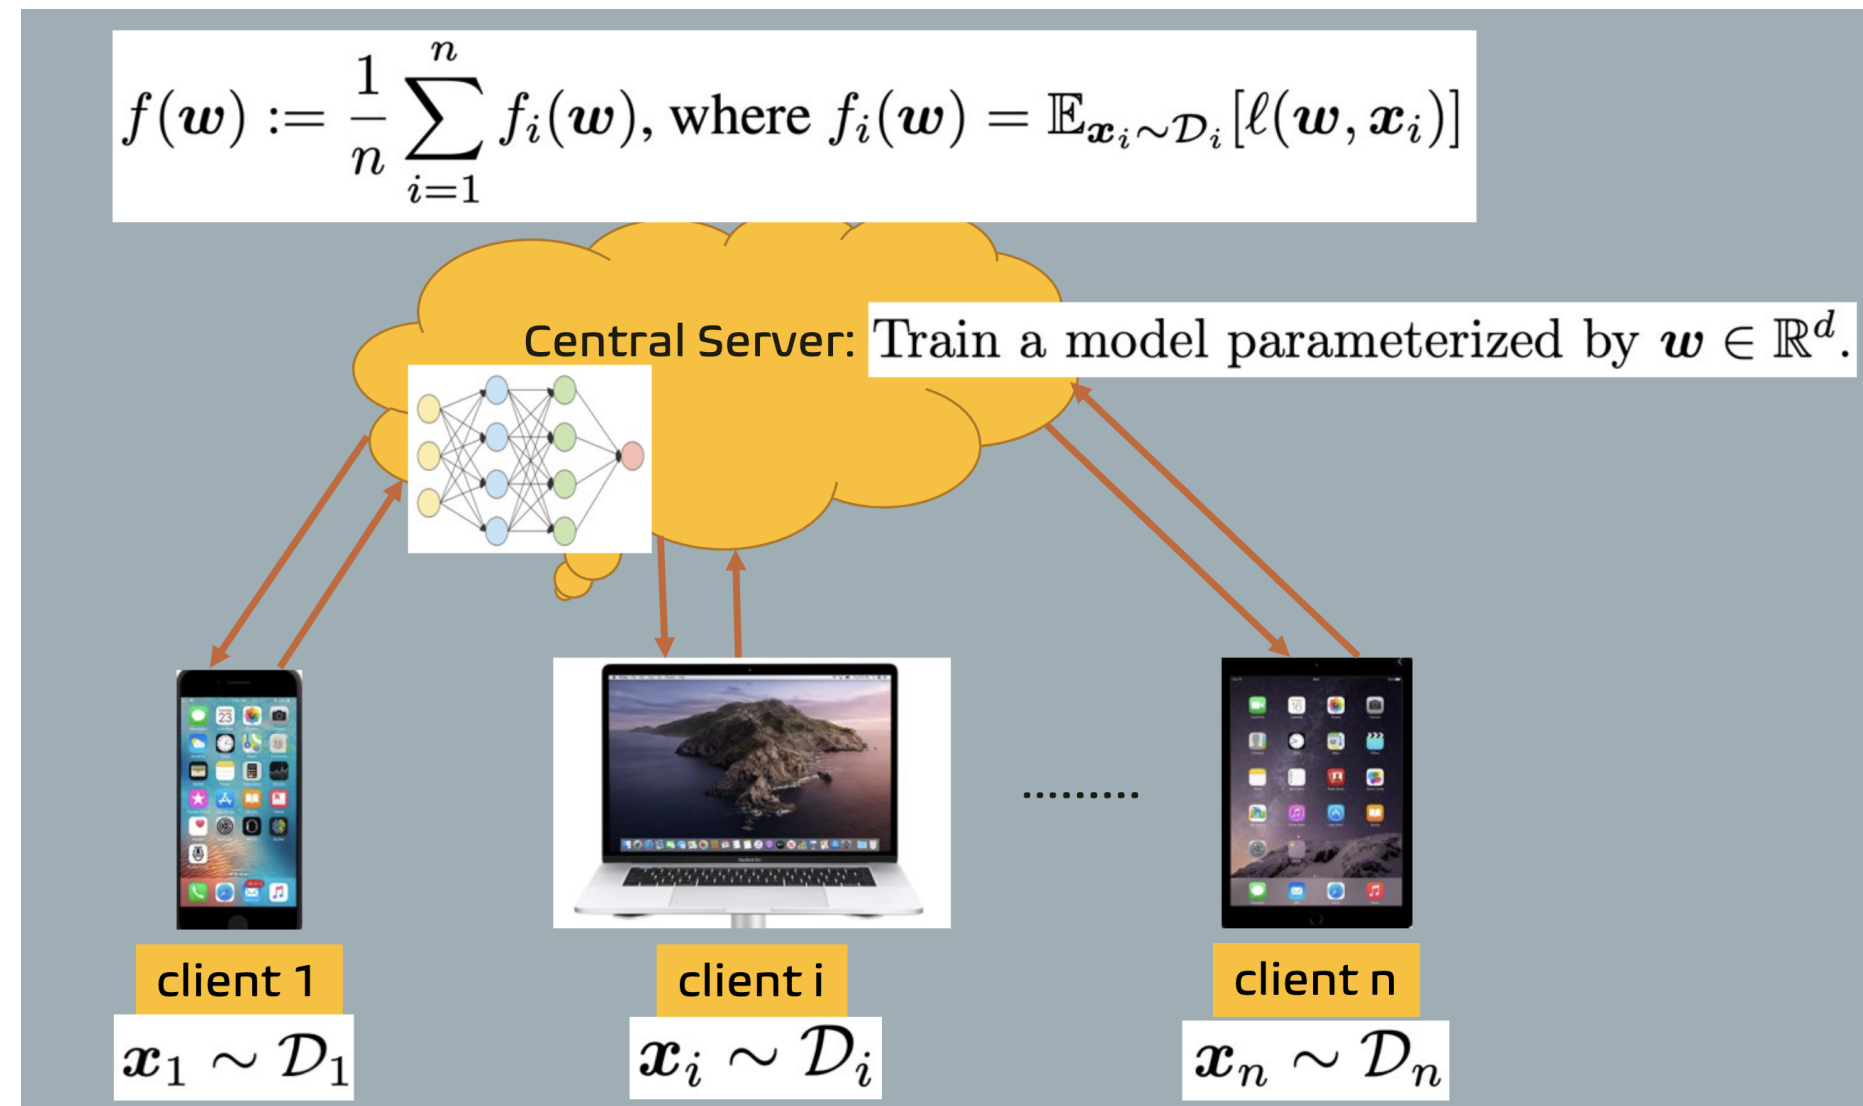 f(w) := 1/n ∑_{i=1}^{n} f_i(w), where f_i(w) = 𝔼_{x_i∼𝒟_i}[ℓ(w, x_i)]
Central Server: Train a model parameterized by w ∈ ℝ^d.
.........
client 1 client i client n
x_1 ∼ 𝒟_1 x_i ∼ 𝒟_i x_n ∼ 𝒟_n